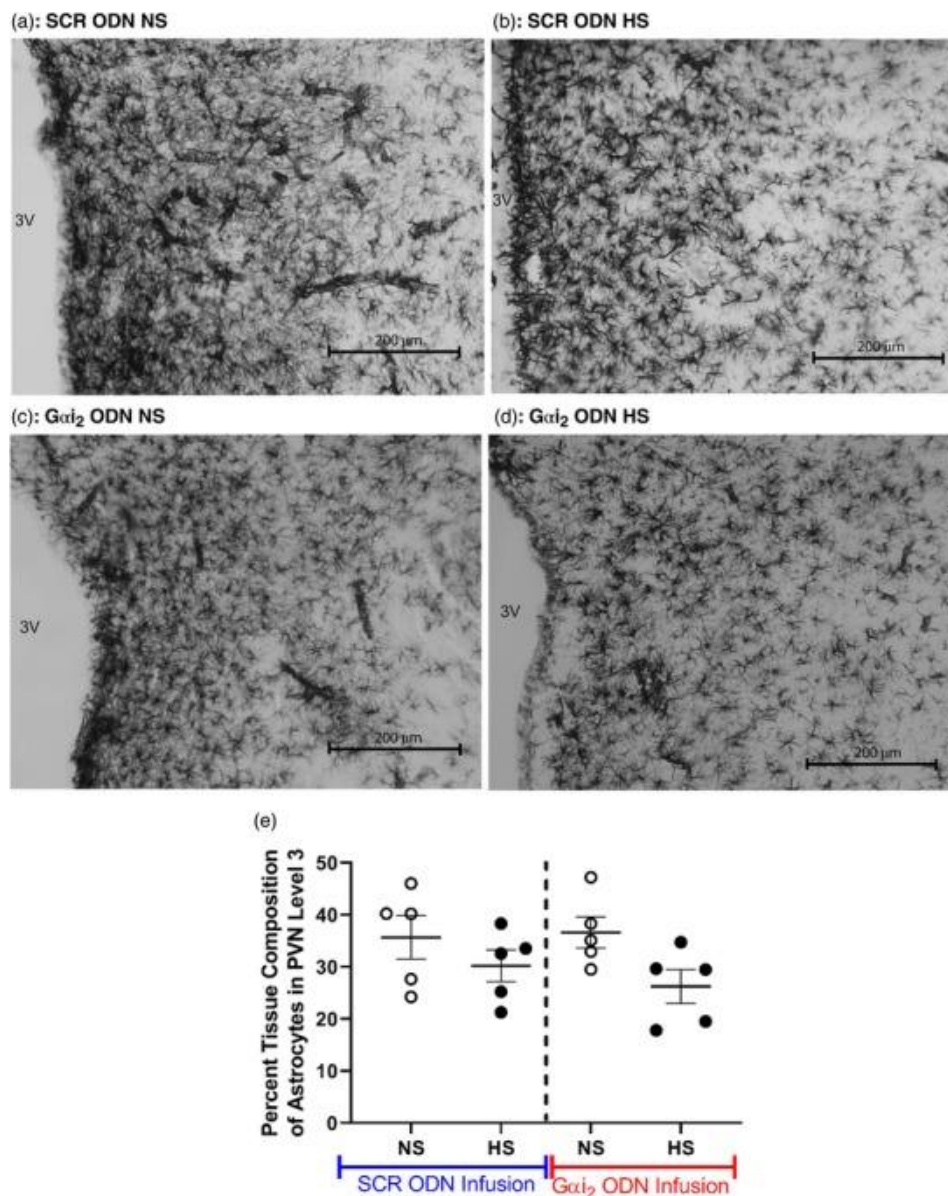 (a): SCR ODN NS
(b): SCR ODN HS
3V
200 µm
3V
200 µm
(c): Gαi₂ ODN NS
(d): Gαi₂ ODN HS
3V
200 µm
3V
200 µm
(e)
Percent Tissue Composition
of Astrocytes in PVN Level 3
50
40
30
20
10
0
NS
HS
NS
HS
SCR ODN Infusion
Gαi₂ ODN Infusion